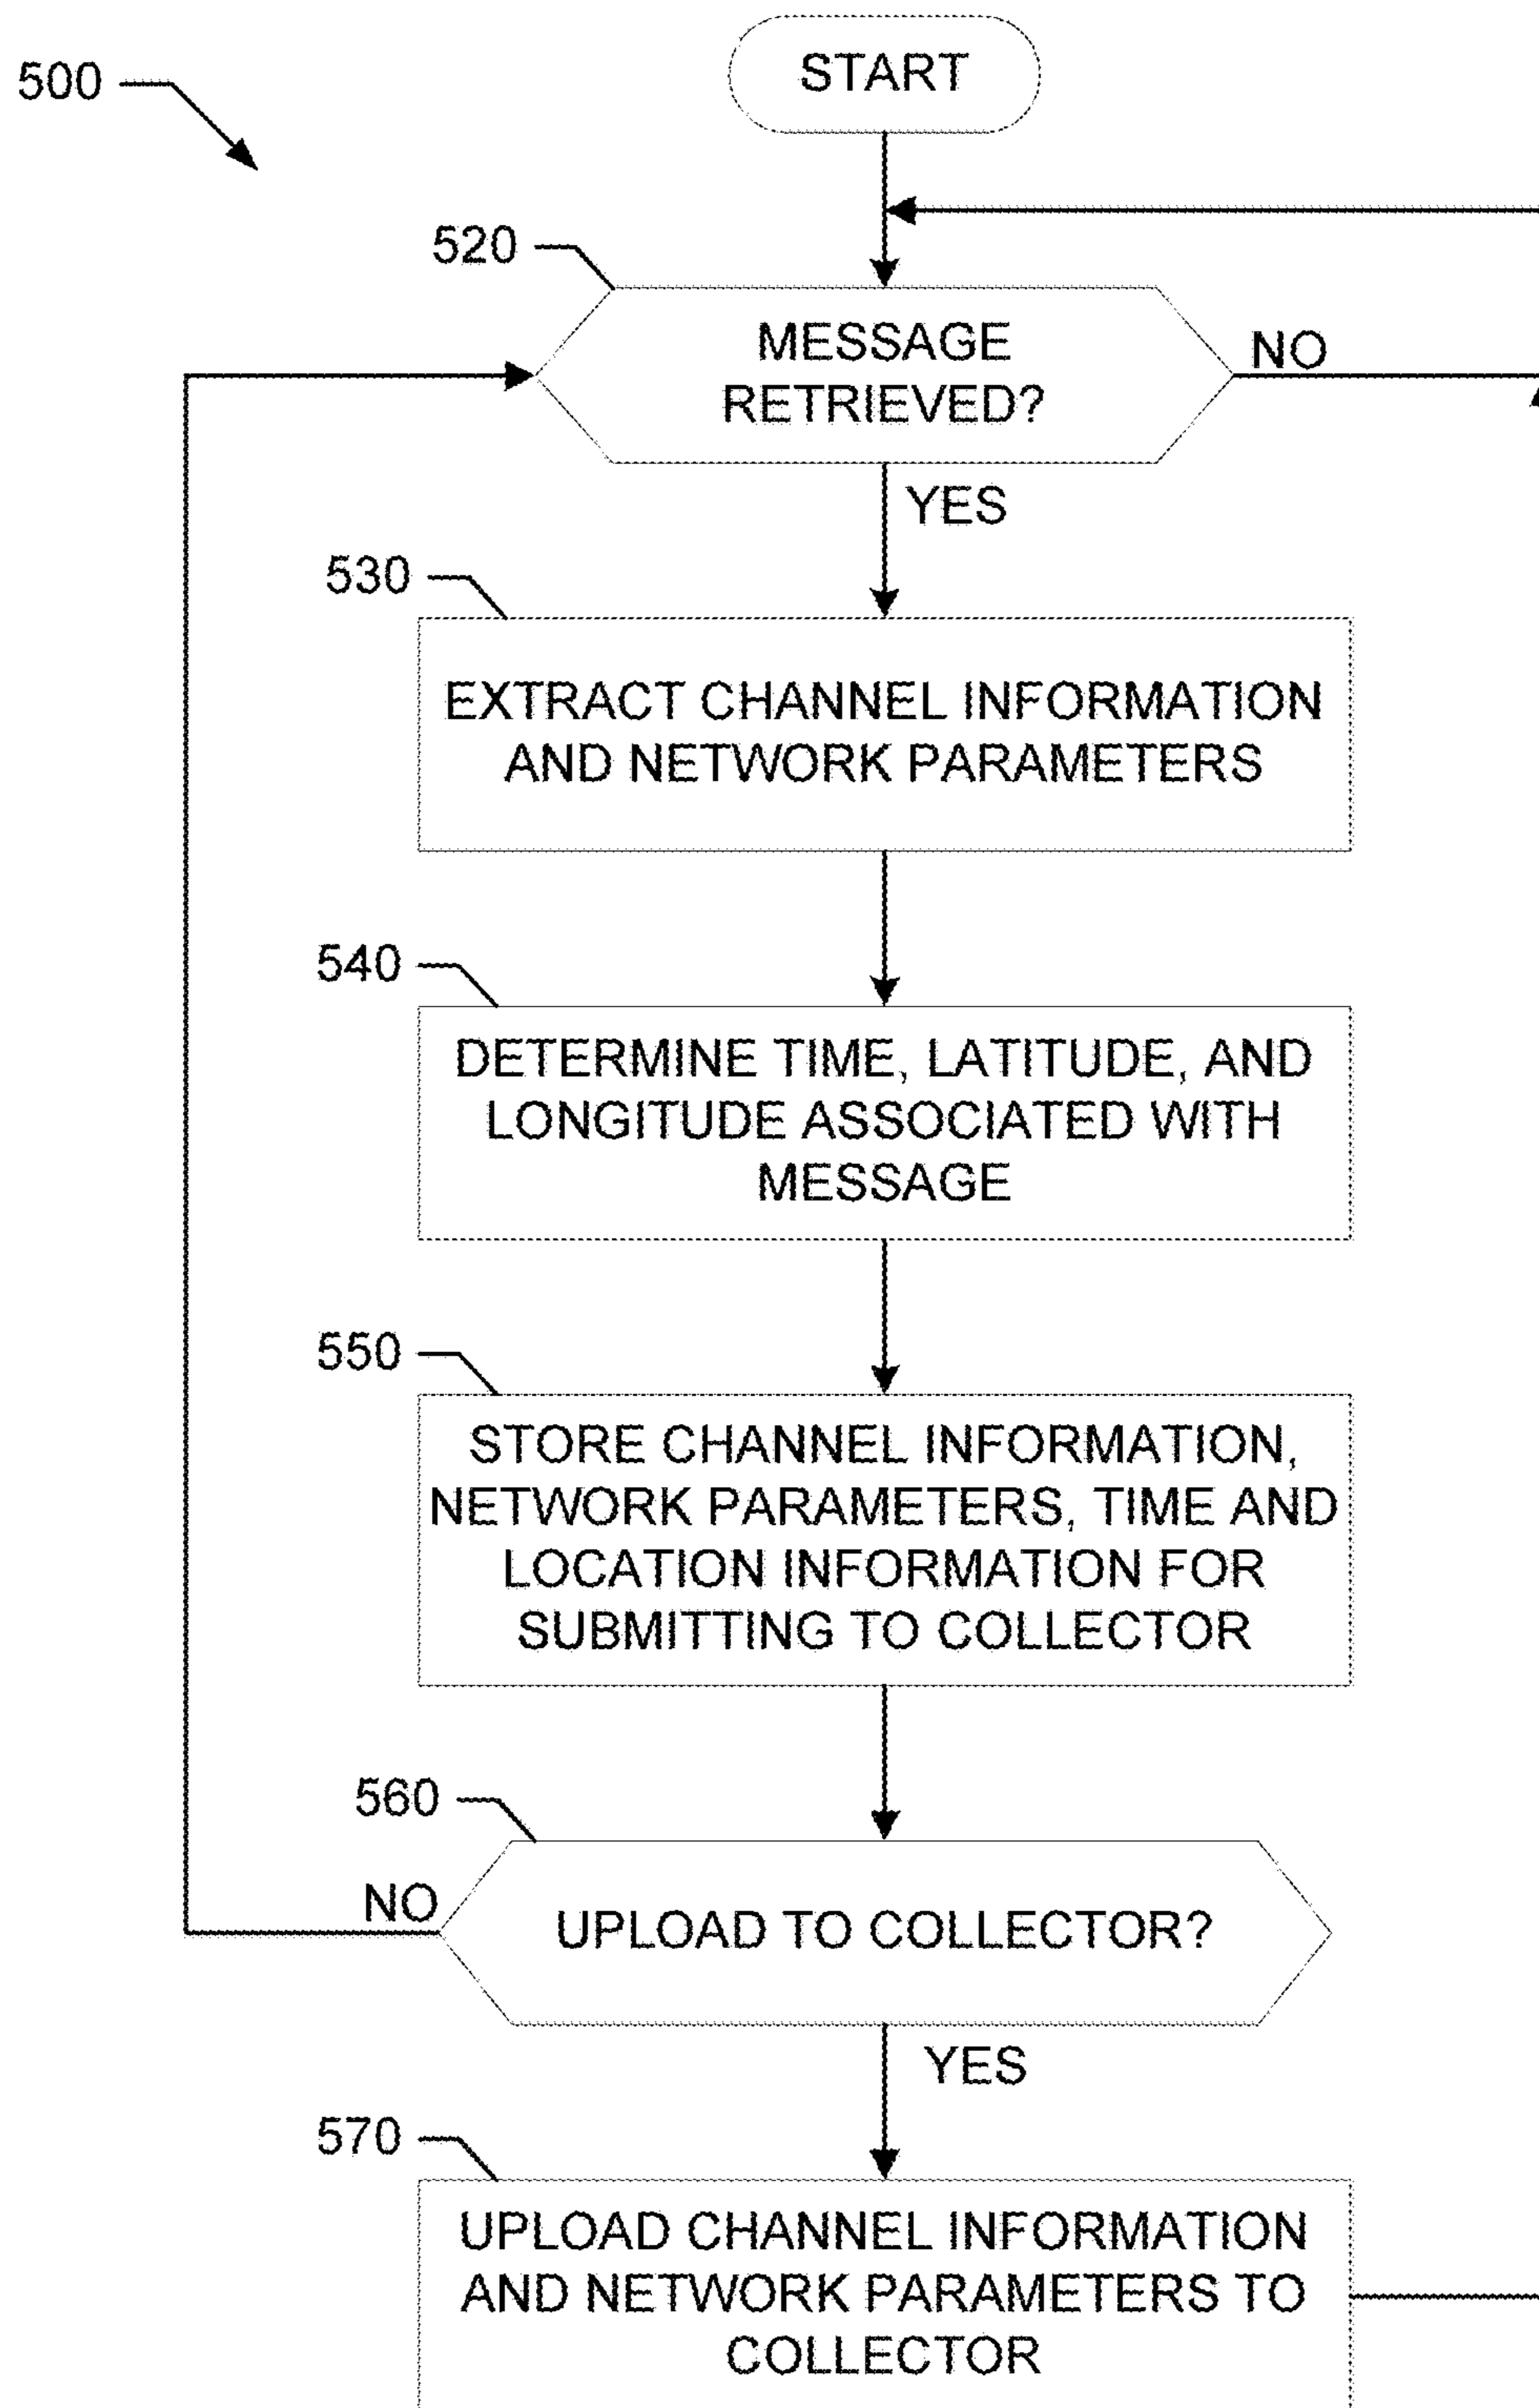 START
500
520
MESSAGE
RETRIEVED?
NO
YES
530
EXTRACT CHANNEL INFORMATION
AND NETWORK PARAMETERS
540
DETERMINE TIME, LATITUDE, AND
LONGITUDE ASSOCIATED WITH
MESSAGE
550
STORE CHANNEL INFORMATION,
NETWORK PARAMETERS, TIME AND
LOCATION INFORMATION FOR
SUBMITTING TO COLLECTOR
560
NO
UPLOAD TO COLLECTOR?
YES
570
UPLOAD CHANNEL INFORMATION
AND NETWORK PARAMETERS TO
COLLECTOR